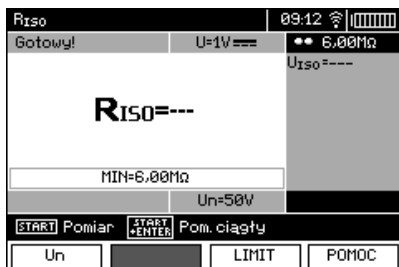 RISO 09:12
Gotowy! U=1V 6,00MΩ
UISO=---
RISO=---
MIN=6,00MΩ
Un=50V
START Pomiar START +ENTER Pom. ciągły
Un LIMIT POMOC